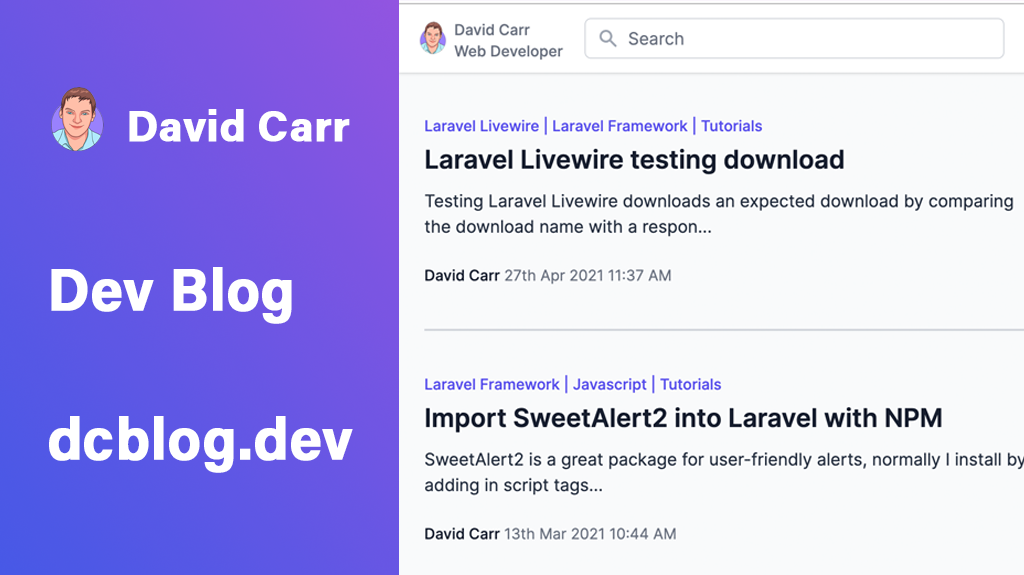 David Carr
Dev Blog
dcblog.dev
David Carr
Web Developer
Search
Laravel Livewire | Laravel Framework | Tutorials
Laravel Livewire testing download
Testing Laravel Livewire downloads an expected download by comparing
the download name with a respon...
David Carr 27th Apr 2021 11:37 AM
Laravel Framework | Javascript | Tutorials
Import SweetAlert2 into Laravel with NPM
SweetAlert2 is a great package for user-friendly alerts, normally I install by
adding in script tags...
David Carr 13th Mar 2021 10:44 AM